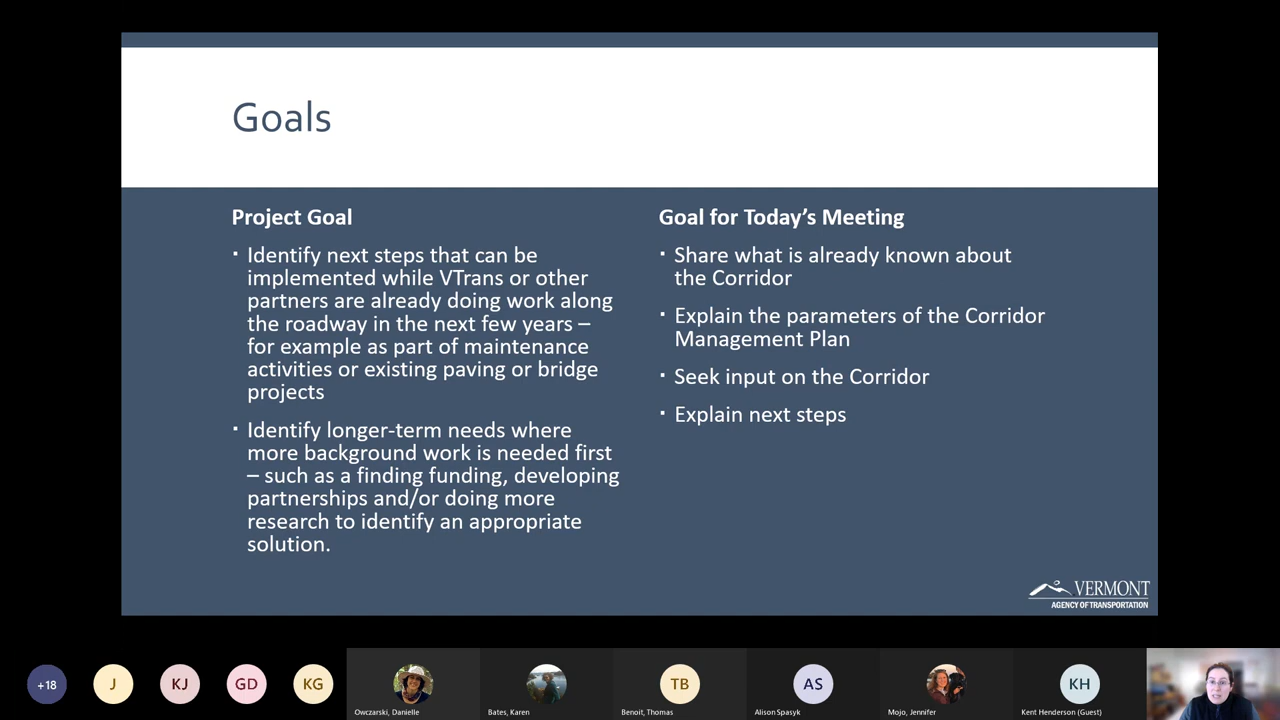 Goals
Project Goal
▪ Identify next steps that can be
implemented while VTrans or other
partners are already doing work along
the roadway in the next few years –
for example as part of maintenance
activities or existing paving or bridge
projects
▪ Identify longer-term needs where
more background work is needed first
– such as a finding funding, developing
partnerships and/or doing more
research to identify an appropriate
solution.
Goal for Today's Meeting
▪ Share what is already known about
the Corridor
▪ Explain the parameters of the Corridor
Management Plan
▪ Seek input on the Corridor
▪ Explain next steps
VERMONT
AGENCY OF TRANSPORTATION
+18
J
KJ
GD
KG
Owczarski, Danielle
Bates, Karen
TB
Benoit, Thomas
AS
Alison Spasyk
Mojo, Jennifer
KH
Kent Henderson (Guest)